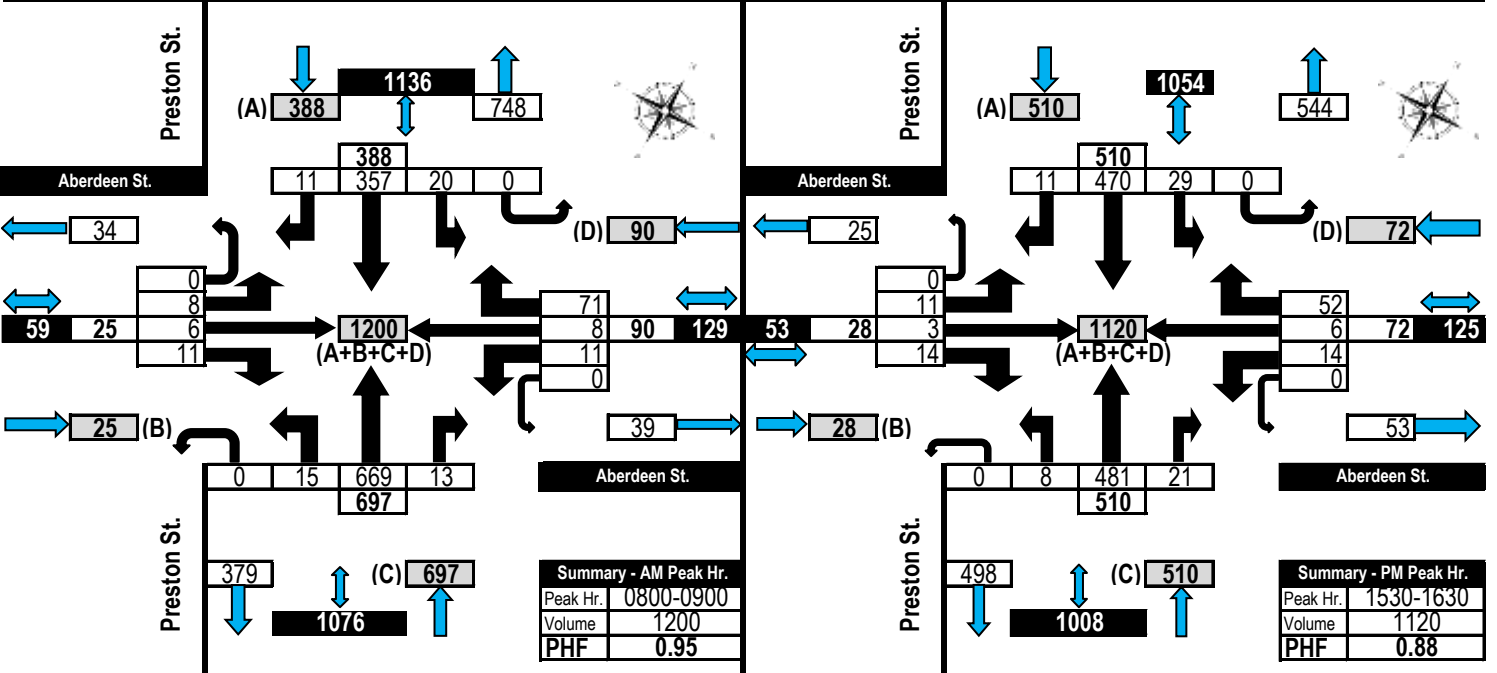 Preston St.
1136
(A) 388
748
388
11 357 20 0
Aberdeen St.
34
(D) 90
0
8
6
11
59 25
1200
(A+B+C+D)
71
8
11
0
90 129
25 (B)
39
0 15 669 13
697
Aberdeen St.
Preston St.
379
(C) 697
1076
Summary - AM Peak Hr.
Peak Hr. 0800-0900
Volume 1200
PHF 0.95
Preston St.
1054
(A) 510
544
510
11 470 29 0
Aberdeen St.
25
(D) 72
0
11
3
14
53 28
1120
(A+B+C+D)
52
6
14
0
72 125
28 (B)
53
0 8 481 21
510
Aberdeen St.
Preston St.
498
(C) 510
1008
Summary - PM Peak Hr.
Peak Hr. 1530-1630
Volume 1120
PHF 0.88